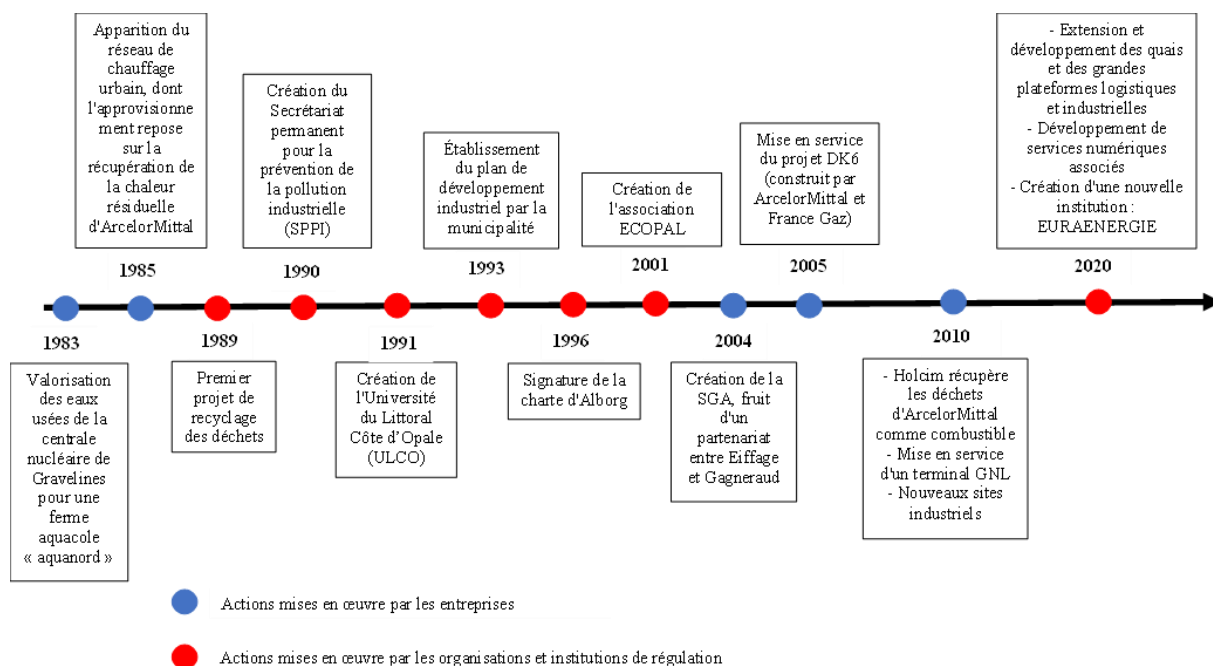 Apparition du
réseau de
chauffage
urbain, dont
l'approvisionne
ment repose
sur la
récupération de
la chaleur
résiduelle
d'ArcelorMittal
1985
Création du
Secrétariat
permanent
pour la
prévention de
la pollution
industrielle
(SPPI)
1990
Établissement
du plan de
développement
industriel par la
municipalité
1993
Création de
l'association
ECOPAL
2001
Mise en service
du projet DK6
(construit par
ArcelorMittal et
France Gaz)
2005
- Extension et
développement des quais
et des grandes
plateformes logistiques
et industrielles
- Développement de
services numériques
associés
- Création d'une nouvelle
institution :
EURAENERGIE
2020
1983
Valorisation
des eaux
usées de la
centrale
nucléaire de
Gravelines
pour une
ferme
aquacole
« aquanord »
1989
Premier
projet de
recyclage
des déchets
1991
Création de
l'Université
du Littoral
Côte d'Opale
(ULCO)
1996
Signature de la
charte d'Alborg
2004
Création de la
SGA, fruit d'un
partenariat
entre Eiffage
et Gagneraud
2010
- Holcim récupère
les déchets
d'ArcelorMittal
comme combustible
- Mise en service
d'un terminal GNL
- Nouveaux sites
industriels
Actions mises en œuvre par les entreprises
Actions mises en œuvre par les organisations et institutions de régulation